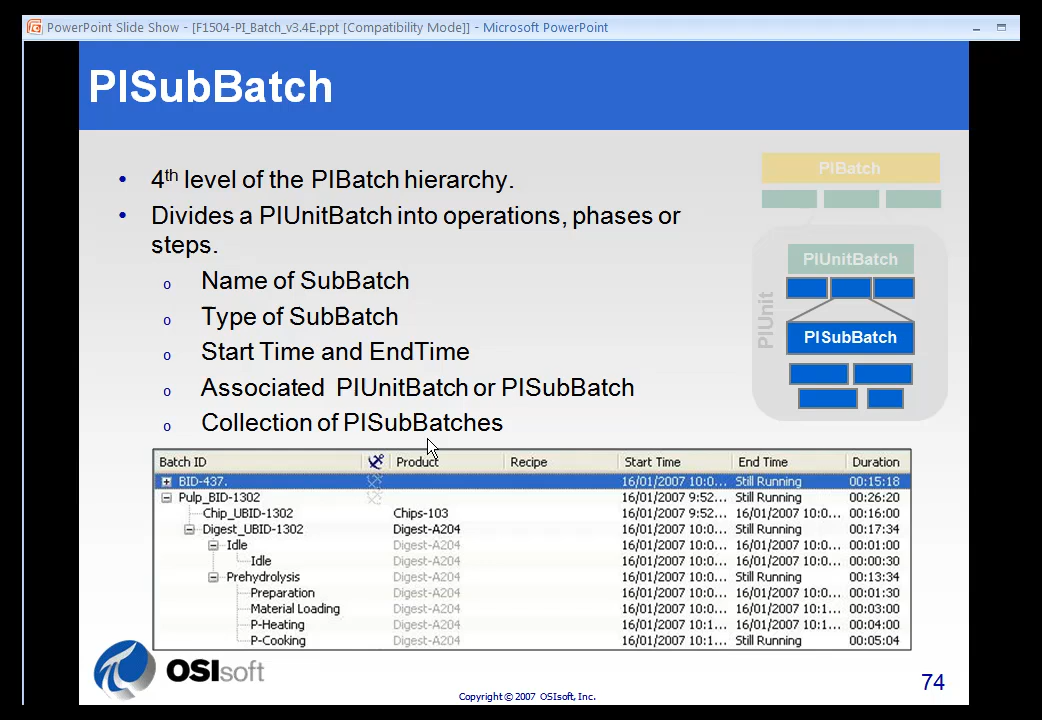 PowerPoint Slide Show - [F1504-PI_Batch_v3.4E.ppt [Compatibility Mode]] - Microsoft PowerPoint
PISubBatch
• 4th level of the PIBatch hierarchy.
• Divides a PIUnitBatch into operations, phases or
steps.
o Name of SubBatch
o Type of SubBatch
o Start Time and EndTime
o Associated PIUnitBatch or PISubBatch
o Collection of PISubBatches
PIBatch
PIUnitBatch
PIUnit
PISubBatch
Batch ID Product Recipe Start Time End Time Duration
BID-437. 16/01/2007 10:0... Still Running 00:15:18
Pulp_BID-1302 16/01/2007 9:52... Still Running 00:26:20
Chip_UBID-1302 Chips-103 16/01/2007 9:52... 16/01/2007 10:0... 00:16:00
Digest_UBID-1302 Digest-A204 16/01/2007 10:0... Still Running 00:17:34
Idle Digest-A204 16/01/2007 10:0... 16/01/2007 10:0... 00:01:00
Idle Digest-A204 16/01/2007 10:0... 16/01/2007 10:0... 00:00:30
Prehydrolysis Digest-A204 16/01/2007 10:0... Still Running 00:13:34
Preparation Digest-A204 16/01/2007 10:0... 16/01/2007 10:0... 00:01:30
Material Loading Digest-A204 16/01/2007 10:0... 16/01/2007 10:1... 00:03:00
P-Heating Digest-A204 16/01/2007 10:1... 16/01/2007 10:1... 00:04:00
P-Cooking Digest-A204 16/01/2007 10:1... Still Running 00:05:04
OSIsoft
Copyright © 2007 OSIsoft, Inc.
74